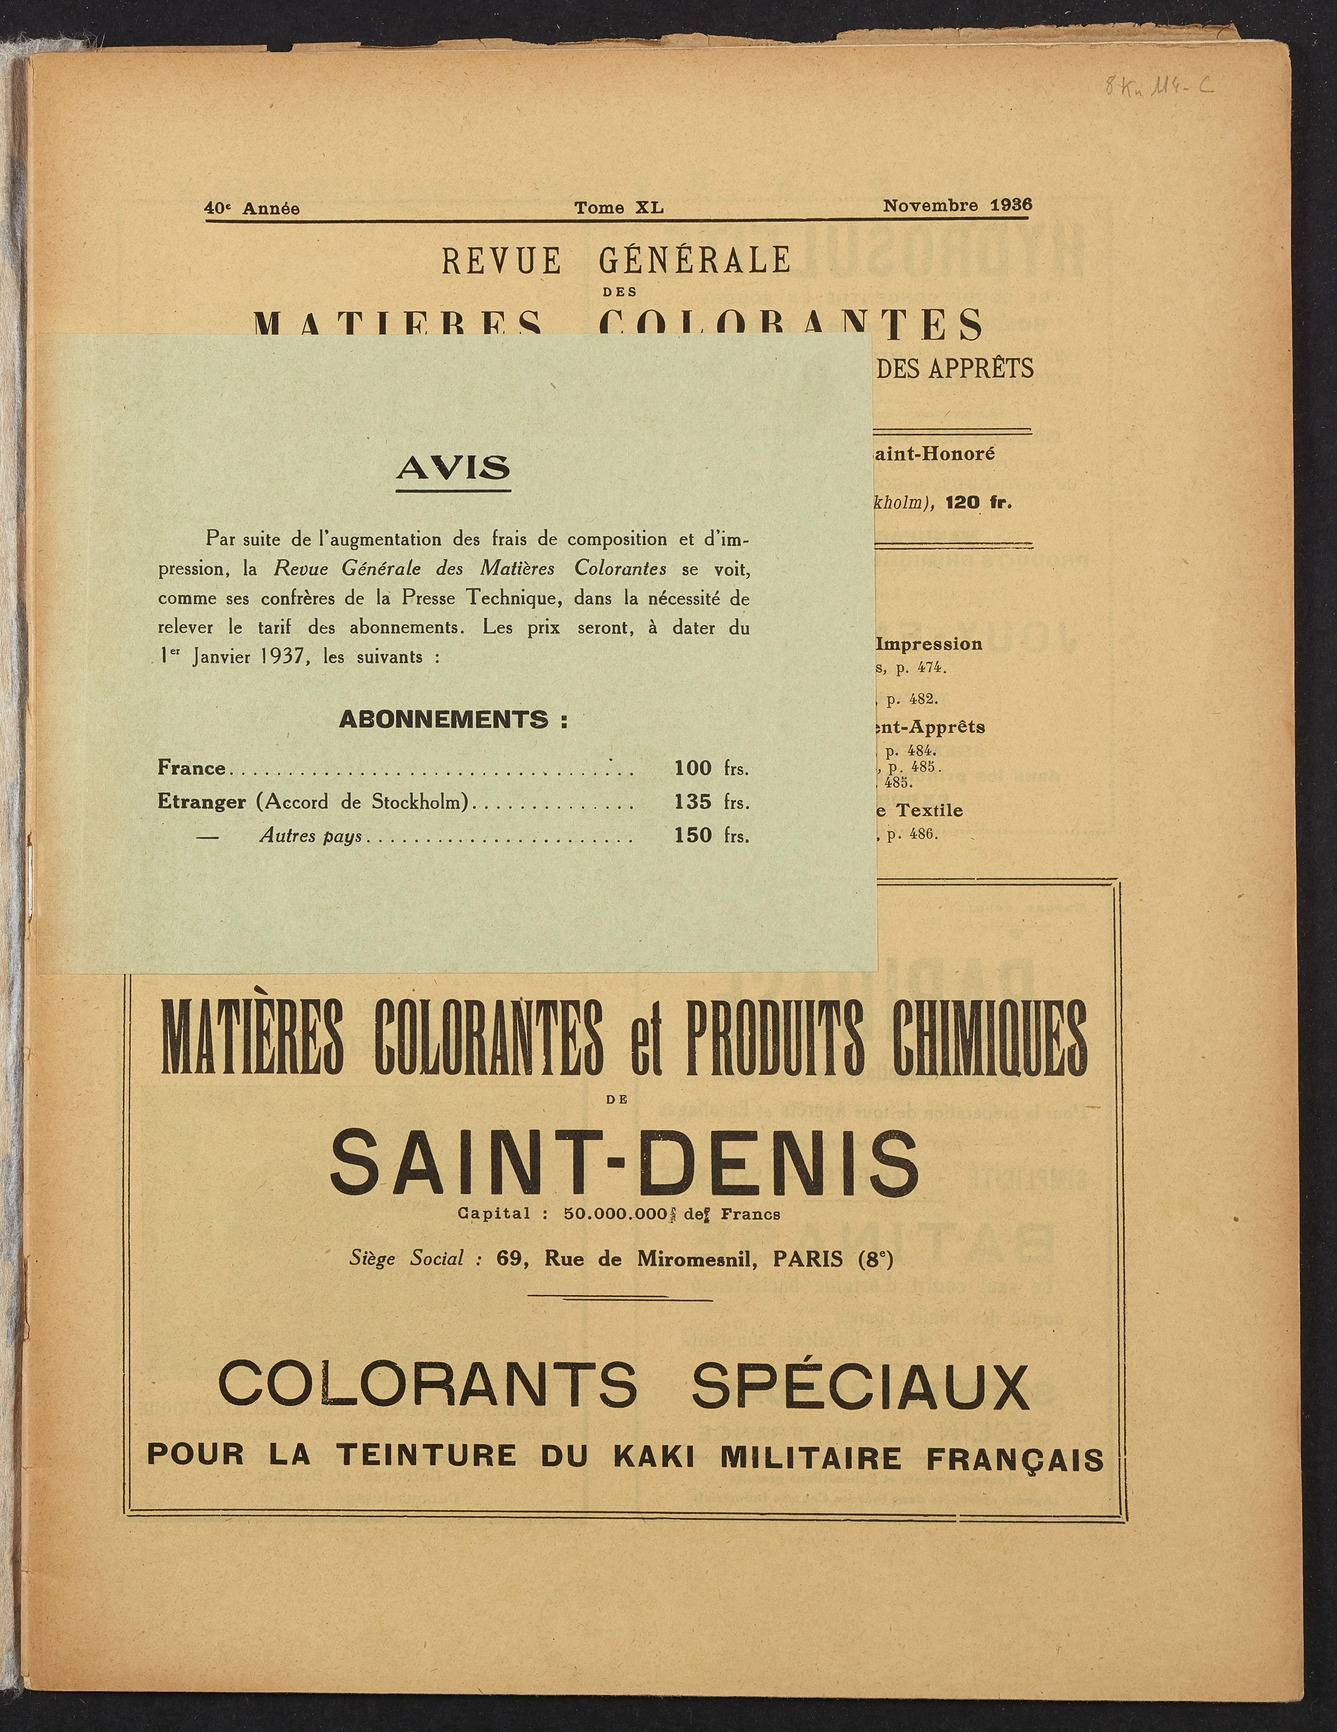 40e Année Tome XL Novembre 1936
REVUE GÉNÉRALE
DES
MATIERES COLORANTES
DES APPRÊTS
aint-Honoré
kholm), 120 fr.
AVIS
Par suite de l'augmentation des frais de composition et d'im-
pression, la Revue Générale des Matières Colorantes se voit,
comme ses confrères de la Presse Technique, dans la nécessité de
relever le tarif des abonnements. Les prix seront, à dater du
1er Janvier 1937, les suivants :
ABONNEMENTS :
France................................ 100 frs.
Etranger (Accord de Stockholm).............. 135 frs.
— Autres pays....................... 150 frs.
Impression
s, p. 474.
, p. 482.
ent-Apprêts
, p. 484.
, p. 485.
485.
e Textile
, p. 486.
MATIÈRES COLORANTES et PRODUITS CHIMIQUES
DE
SAINT-DENIS
Capital : 50.000.000 de Francs
Siège Social : 69, Rue de Miromesnil, PARIS (8e)
COLORANTS SPÉCIAUX
POUR LA TEINTURE DU KAKI MILITAIRE FRANÇAIS